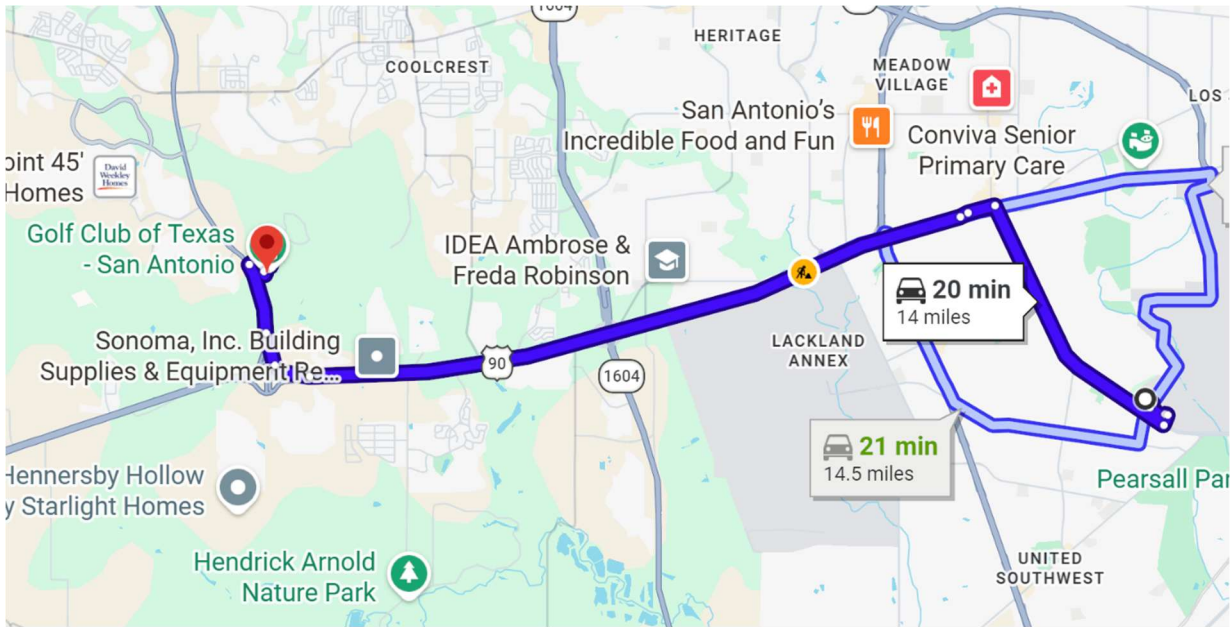 1604
HERITAGE
COOLCREST
MEADOW
VILLAGE
LOS
San Antonio's
Incredible Food and Fun
Conviva Senior
Primary Care
oint 45'
Homes
David
Weekley
Homes
Golf Club of Texas
- San Antonio
IDEA Ambrose &
Freda Robinson
20 min
14 miles
Sonoma, Inc. Building
Supplies & Equipment Re...
90
1604
LACKLAND
ANNEX
21 min
14.5 miles
Hennersby Hollow
y Starlight Homes
Pearsall Par
Hendrick Arnold
Nature Park
UNITED
SOUTHWEST